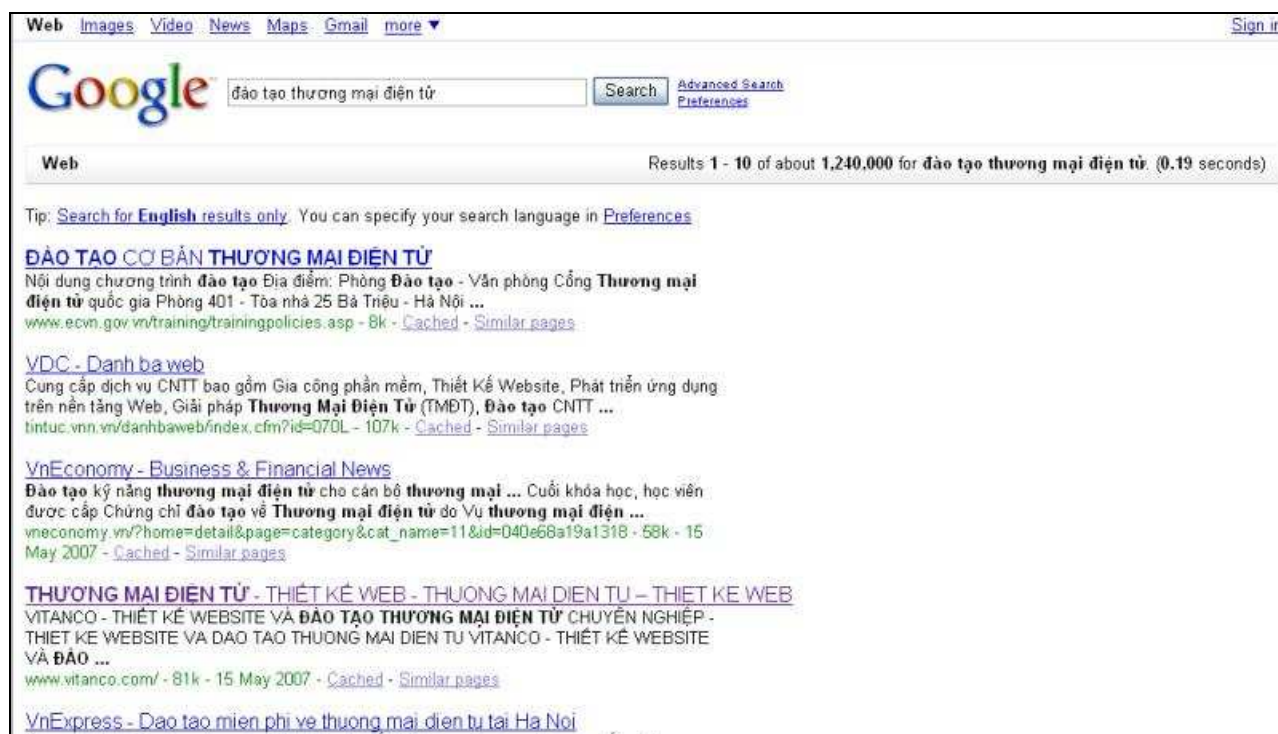 Web Images Video News Maps Gmail more ▼ Sign in
Google đào tạo thương mại điện tử Search Advanced Search
Preferences
Web Results 1 - 10 of about 1,240,000 for đào tạo thương mại điện tử. (0.19 seconds)
Tip: Search for English results only. You can specify your search language in Preferences
ĐÀO TẠO CƠ BẢN THƯƠNG MẠI ĐIỆN TỬ
Nội dung chương trình đào tạo Địa điểm: Phòng Đào tạo - Văn phòng Cổng Thương mại
điện tử quốc gia Phòng 401 - Tòa nhà 25 Bà Triệu - Hà Nội ...
www.ecvn.gov.vn/training/trainingpolicies.asp - 8k - Cached - Similar pages
VDC - Danh ba web
Cung cấp dịch vụ CNTT bao gồm Gia công phần mềm, Thiết Kế Website, Phát triển ứng dụng
trên nền tảng Web, Giải pháp Thương Mại Điện Tử (TMĐT), Đào tạo CNTT ...
tintuc.vnn.vn/danhbaweb/index.cfm?id=070L - 107k - Cached - Similar pages
VnEconomy - Business & Financial News
Đào tạo kỹ năng thương mại điện tử cho cán bộ thương mại ... Cuối khóa học, học viên
được cấp Chứng chỉ đào tạo về Thương mại điện tử do Vụ thương mại điện ...
vneconomy.vn/?home=detail&page=category&cat_name=11&id=040e68a19a1318 - 58k - 15
May 2007 - Cached - Similar pages
THƯƠNG MẠI ĐIỆN TỬ - THIẾT KẾ WEB - THUONG MAI DIEN TU – THIET KE WEB
VITANCO - THIẾT KẾ WEBSITE VÀ ĐÀO TẠO THƯƠNG MẠI ĐIỆN TỬ CHUYÊN NGHIỆP -
THIET KE WEBSITE VA DAO TAO THUONG MAI DIEN TU VITANCO - THIẾT KẾ WEBSITE
VÀ ĐÀO ...
www.vitanco.com/ - 81k - 15 May 2007 - Cached - Similar pages
VnExpress - Dao tao mien phi ve thuong mai dien tu tai Ha Noi